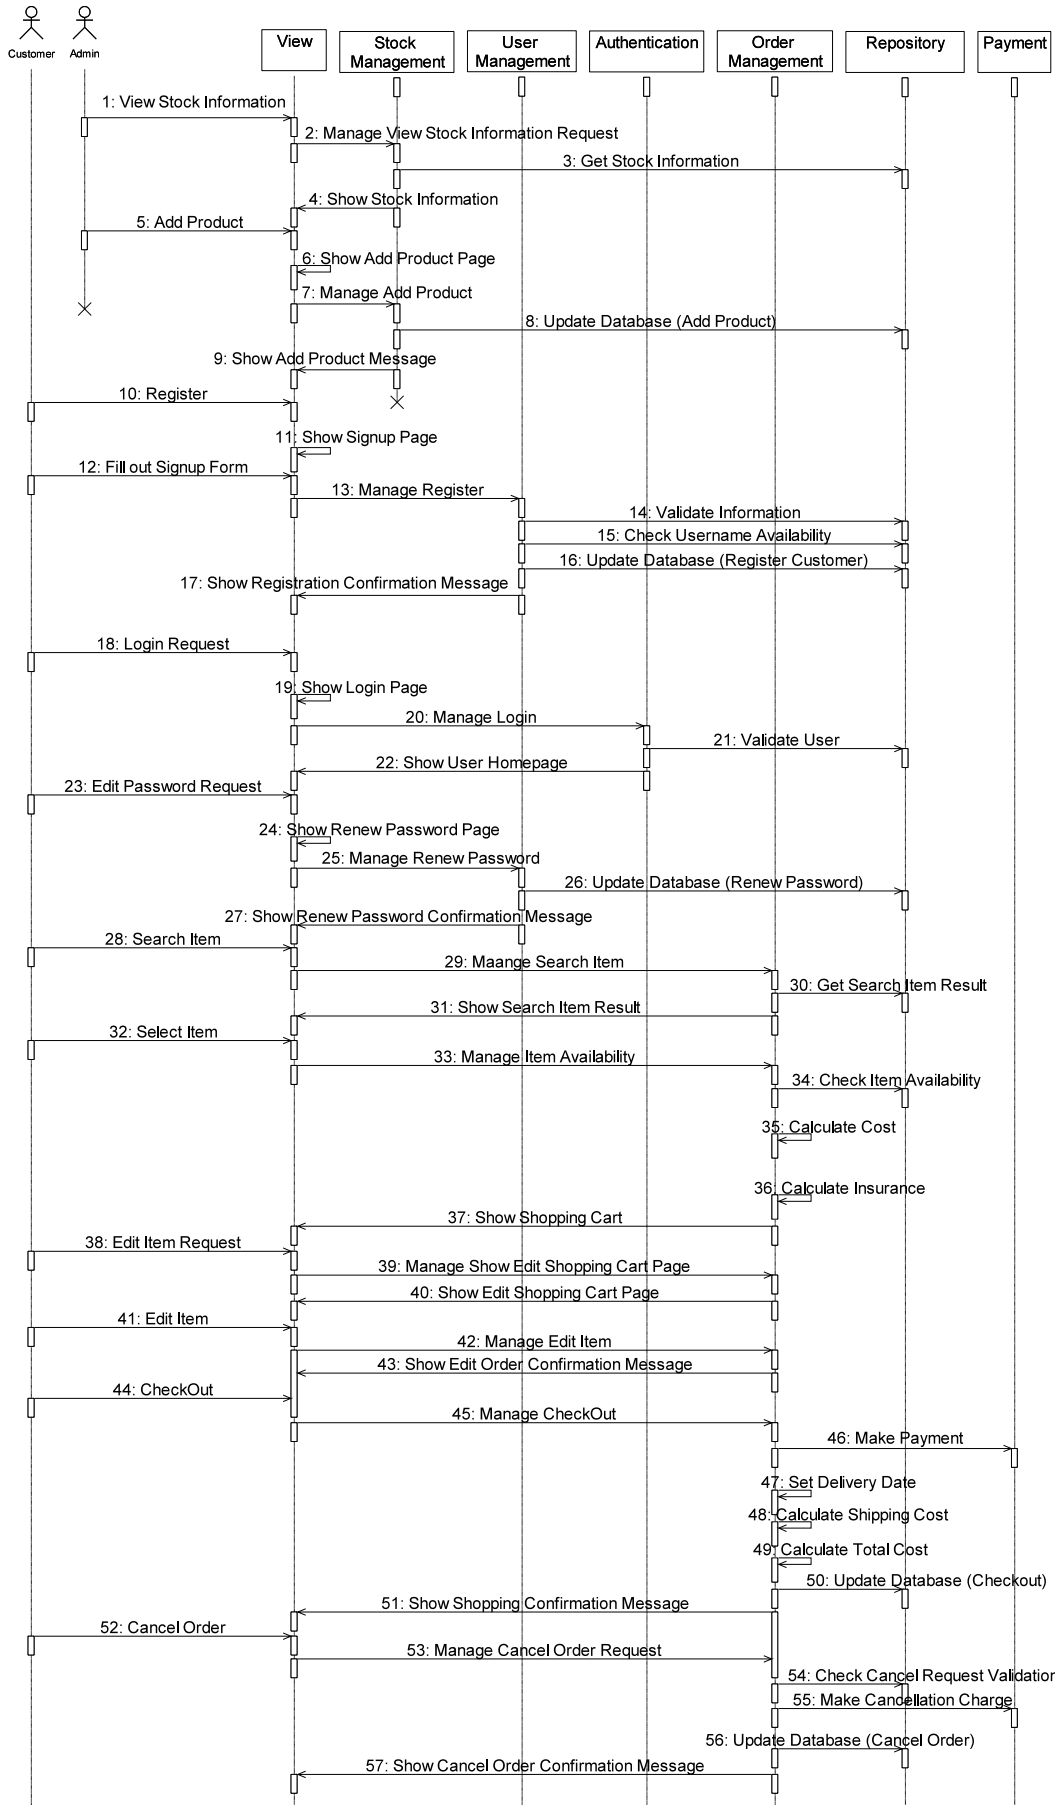 Customer
Admin
View
Stock
Management
User
Management
Authentication
Order
Management
Repository
Payment
1: View Stock Information
2: Manage View Stock Information Request
3: Get Stock Information
4: Show Stock Information
5: Add Product
6: Show Add Product Page
7: Manage Add Product
8: Update Database (Add Product)
9: Show Add Product Message
10: Register
11: Show Signup Page
12: Fill out Signup Form
13: Manage Register
14: Validate Information
15: Check Username Availability
16: Update Database (Register Customer)
17: Show Registration Confirmation Message
18: Login Request
19: Show Login Page
20: Manage Login
21: Validate User
22: Show User Homepage
23: Edit Password Request
24: Show Renew Password Page
25: Manage Renew Password
26: Update Database (Renew Password)
27: Show Renew Password Confirmation Message
28: Search Item
29: Maange Search Item
30: Get Search Item Result
31: Show Search Item Result
32: Select Item
33: Manage Item Availability
34: Check Item Availability
35: Calculate Cost
36: Calculate Insurance
37: Show Shopping Cart
38: Edit Item Request
39: Manage Show Edit Shopping Cart Page
40: Show Edit Shopping Cart Page
41: Edit Item
42: Manage Edit Item
43: Show Edit Order Confirmation Message
44: CheckOut
45: Manage CheckOut
46: Make Payment
47: Set Delivery Date
48: Calculate Shipping Cost
49: Calculate Total Cost
50: Update Database (Checkout)
51: Show Shopping Confirmation Message
52: Cancel Order
53: Manage Cancel Order Request
54: Check Cancel Request Validation
55: Make Cancellation Charge
56: Update Database (Cancel Order)
57: Show Cancel Order Confirmation Message